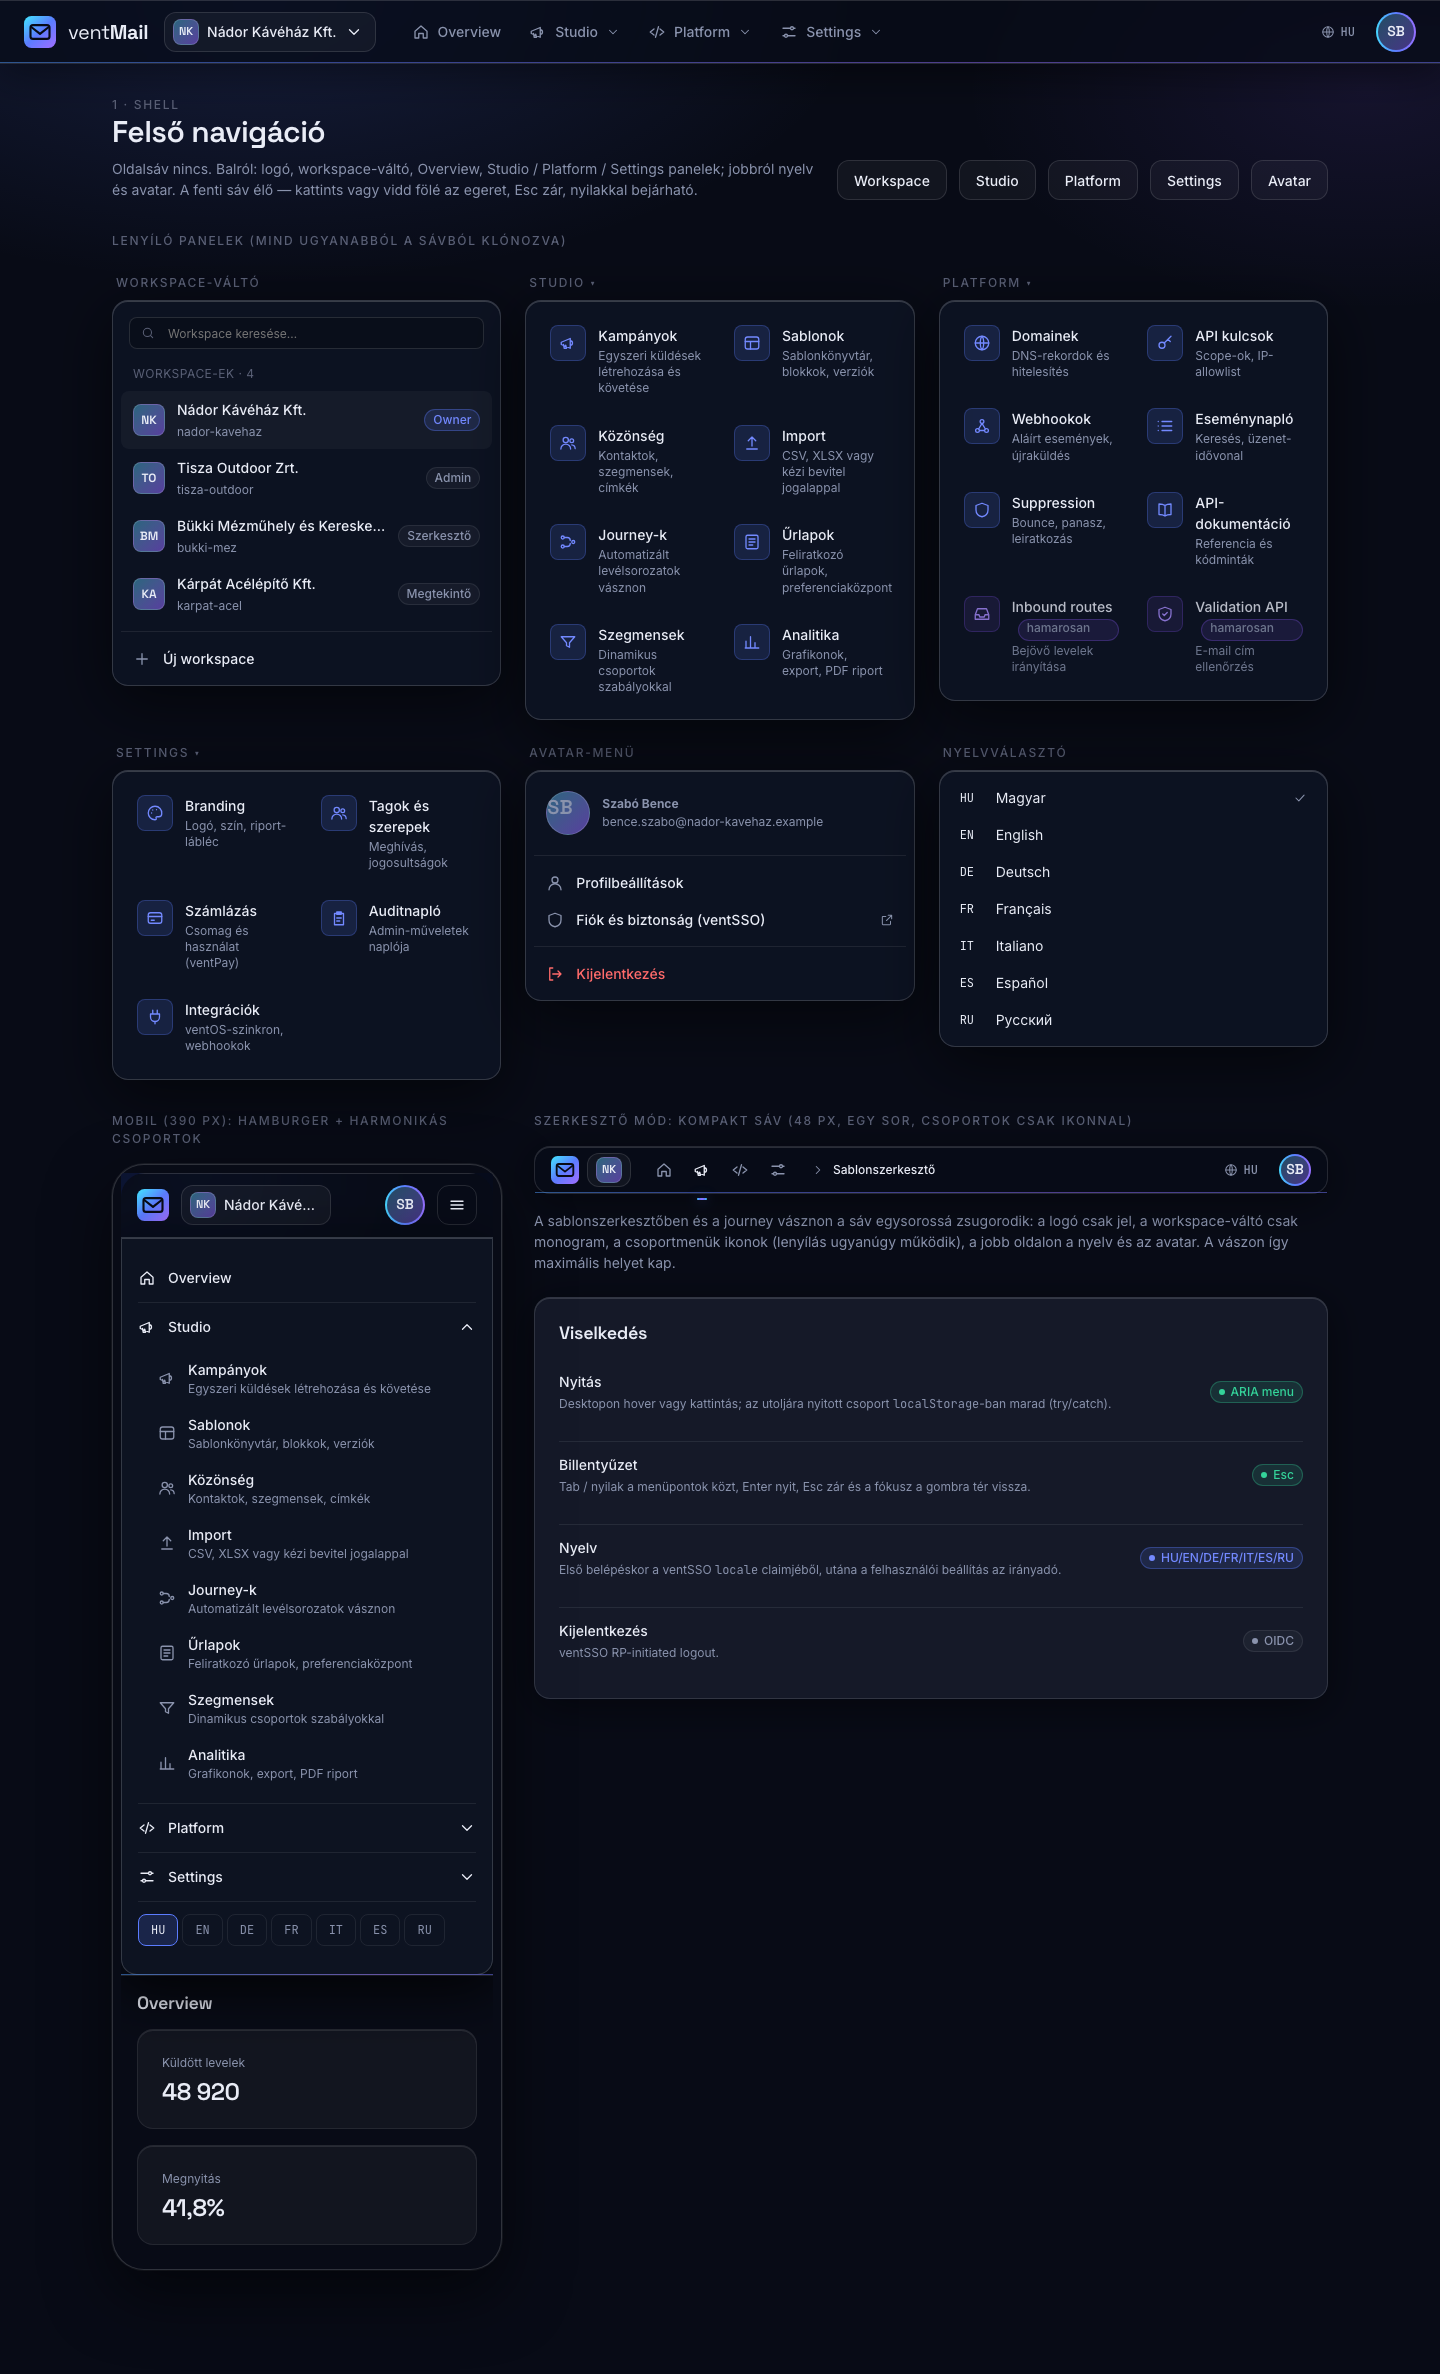 ventMail
NK Nádor Kávéház Kft.
Overview
Studio
Platform
Settings
HU
SB
1 · SHELL
Felső navigáció
Oldalsáv nincs. Balról: logó, workspace-váltó, Overview, Studio / Platform / Settings panelek; jobbról nyelv
és avatar. A fenti sáv élő — kattints vagy vidd fölé az egeret, Esc zár, nyilakkal bejárható.
Workspace
Studio
Platform
Settings
Avatar
LENYÍLÓ PANELEK (MIND UGYANABBÓL A SÁVBÓL KLÓNOZVA)
WORKSPACE-VÁLTÓ
Workspace keresése...
WORKSPACE-EK · 4
NK
Nádor Kávéház Kft.
nador-kavehaz
Owner
TO
Tisza Outdoor Zrt.
tisza-outdoor
Admin
BM
Bükki Mézműhely és Kereske...
bukki-mez
Szerkesztő
KA
Kárpát Acélépítő Kft.
karpat-acel
Megtekintő
Új workspace
STUDIO ▾
Kampányok
Egyszeri küldések
létrehozása és
követése
Sablonok
Sablonkönyvtár,
blokkok, verziók
Közönség
Kontaktok,
szegmensek,
címkék
Import
CSV, XLSX vagy
kézi bevitel
jogalappal
Journey-k
Automatizált
levélsorozatok
vásznon
Űrlapok
Feliratkozó
űrlapok,
preferenciaközpont
Szegmensek
Dinamikus
csoportok
szabályokkal
Analitika
Grafikonok,
export, PDF riport
PLATFORM ▾
Domainek
DNS-rekordok és
hitelesítés
API kulcsok
Scope-ok, IP-
allowlist
Webhookok
Aláírt események,
újraküldés
Eseménynapló
Keresés, üzenet-
idővonal
Suppression
Bounce, panasz,
leiratkozás
API-
dokumentáció
Referencia és
kódminták
Inbound routes
hamarosan
Bejövő levelek
irányítása
Validation API
hamarosan
E-mail cím
ellenőrzés
SETTINGS ▾
Branding
Logó, szín, riport-
lábléc
Tagok és
szerepek
Meghívás,
jogosultságok
Számlázás
Csomag és
használat
(ventPay)
Auditnapló
Admin-műveletek
naplója
Integrációk
ventOS-szinkron,
webhookok
AVATAR-MENÜ
SB
Szabó Bence
bence.szabo@nador-kavehaz.example
Profilbeállítások
Fiók és biztonság (ventSSO)
Kijelentkezés
NYELVVÁLASZTÓ
HU Magyar
EN English
DE Deutsch
FR Français
IT Italiano
ES Español
RU Русский
MOBIL (390 PX): HAMBURGER + HARMONIKÁS
CSOPORTOK
NK Nádor Kávé...
SB
Overview
Studio
Kampányok
Egyszeri küldések létrehozása és követése
Sablonok
Sablonkönyvtár, blokkok, verziók
Közönség
Kontaktok, szegmensek, címkék
Import
CSV, XLSX vagy kézi bevitel jogalappal
Journey-k
Automatizált levélsorozatok vásznon
Űrlapok
Feliratkozó űrlapok, preferenciaközpont
Szegmensek
Dinamikus csoportok szabályokkal
Analitika
Grafikonok, export, PDF riport
Platform
Settings
HU EN DE FR IT ES RU
Overview
Küldött levelek
48 920
Megnyitás
41,8%
SZERKESZTŐ MÓD: KOMPAKT SÁV (48 PX, EGY SOR, CSOPORTOK CSAK IKONNAL)
NK
Sablonszerkesztő
HU
SB
A sablonszerkesztőben és a journey vásznon a sáv egysorossá zsugorodik: a logó csak jel, a workspace-váltó csak
monogram, a csoportmenük ikonok (lenyílás ugyanúgy működik), a jobb oldalon a nyelv és az avatar. A vászon így
maximális helyet kap.
Viselkedés
Nyitás
Desktopon hover vagy kattintás; az utoljára nyitott csoport localStorage-ban marad (try/catch).
ARIA menu
Billentyűzet
Tab / nyilak a menüpontok közt, Enter nyit, Esc zár és a fókusz a gombra tér vissza.
Esc
Nyelv
Első belépéskor a ventSSO locale claimjéből, utána a felhasználói beállítás az irányadó.
HU/EN/DE/FR/IT/ES/RU
Kijelentkezés
ventSSO RP-initiated logout.
OIDC